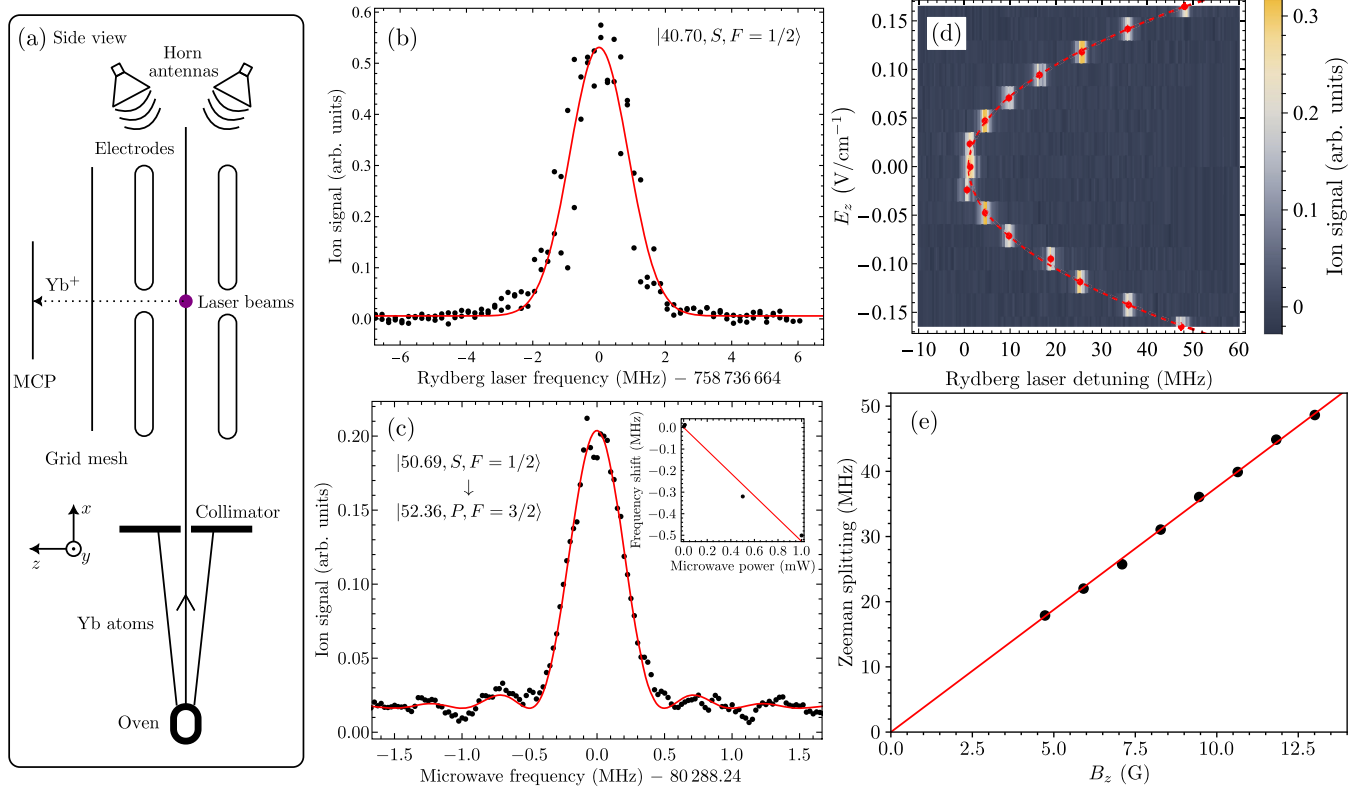 (a) Side view
Horn
antennas
Electrodes
Yb⁺
Laser beams
MCP
Grid mesh
Collimator
x
z
y
Yb atoms
Oven
(b)
|40.70, S, F = 1/2⟩
Ion signal (arb. units)
0.6
0.5
0.4
0.3
0.2
0.1
0.0
−6 −4 −2 0 2 4 6
Rydberg laser frequency (MHz) − 758 736 664
(c)
|50.69, S, F = 1/2⟩
↓
|52.36, P, F = 3/2⟩
Ion signal (arb. units)
0.20
0.15
0.10
0.05
0.00
−1.5 −1.0 −0.5 0.0 0.5 1.0 1.5
Microwave frequency (MHz) − 80 288.24
Frequency shift (MHz)
0.0
−0.1
−0.2
−0.3
−0.4
−0.5
0.0 0.2 0.4 0.6 0.8 1.0
Microwave power (mW)
(d)
E_z (V/cm⁻¹)
0.15
0.10
0.05
0.00
−0.05
−0.10
−0.15
−10 0 10 20 30 40 50 60
Rydberg laser detuning (MHz)
0.3
0.2
0.1
0
Ion signal (arb. units)
(e)
Zeeman splitting (MHz)
50
40
30
20
10
0
0.0 2.5 5.0 7.5 10.0 12.5
B_z (G)